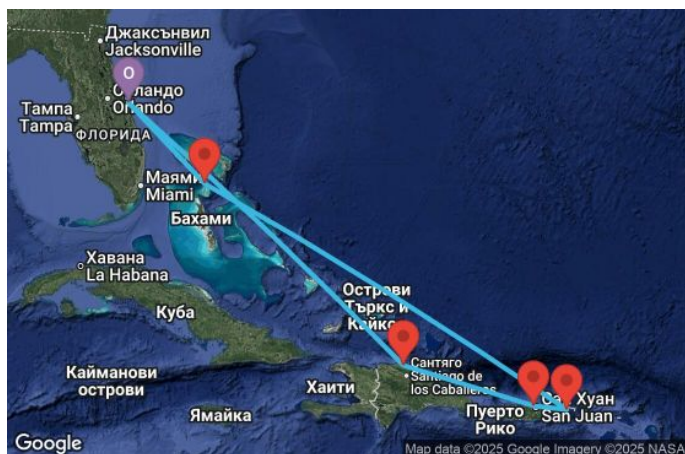 Джаксънвил
Jacksonville
O
Орландо
Orlando
Тампа
Tampa
ФЛОРИДА
Маями
Miami
Бахами
Хавана
La Habana
Куба
Острови
Търкс и
Кайкос
Кайманови
острови
Сантяго
Santiago de
los Caballeros
Хаити
Ямайка
Хуан
Пуерто
San Juan
Рико
Google
Map data ©2025 Google Imagery ©2025 NASA